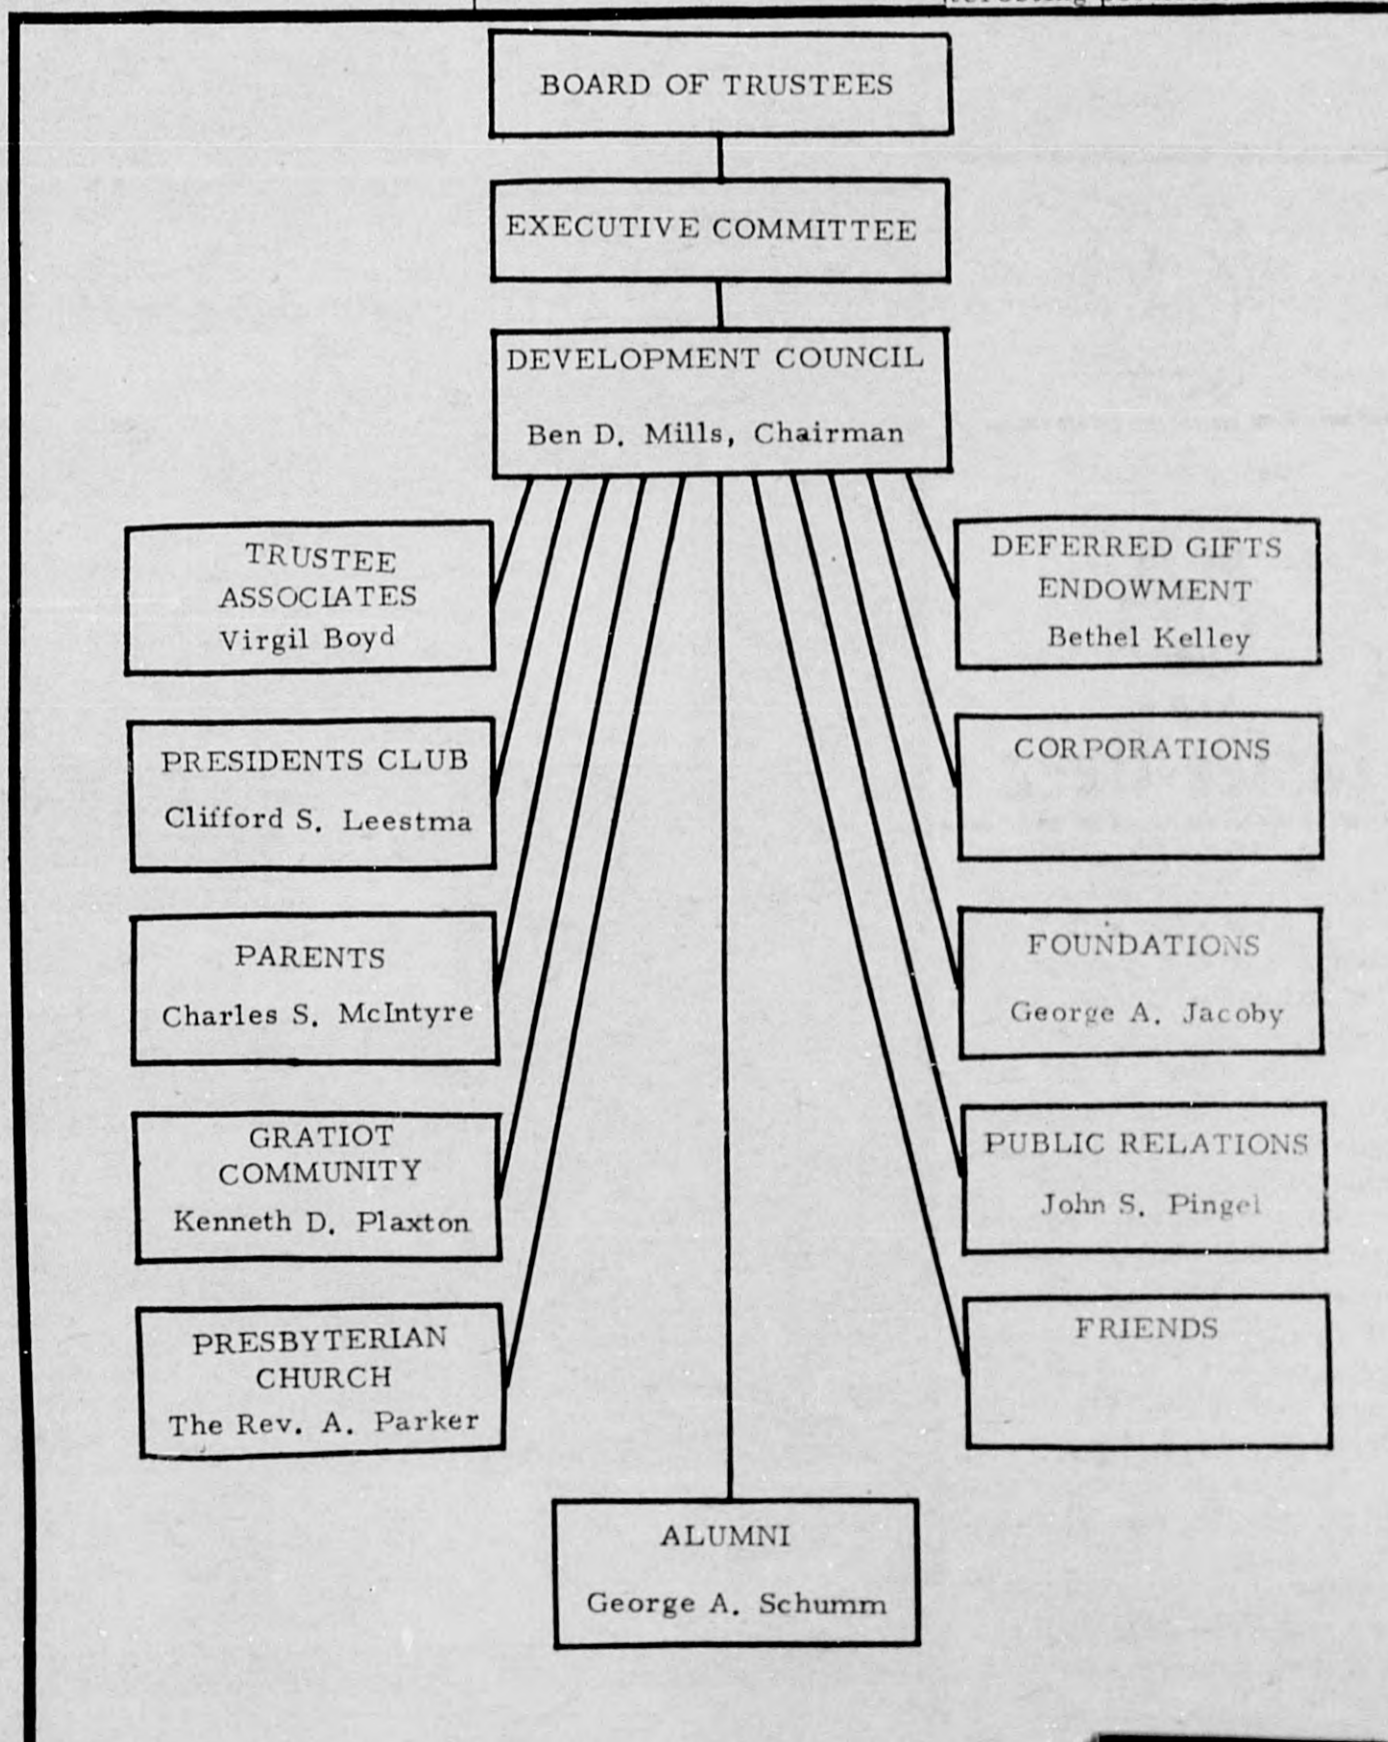 BOARD OF TRUSTEES
EXECUTIVE COMMITTEE
DEVELOPMENT COUNCIL
Ben D. Mills, Chairman
TRUSTEE
ASSOCIATES
Virgil Boyd
PRESIDENTS CLUB
Clifford S. Leestma
PARENTS
Charles S. McIntyre
GRATIOT
COMMUNITY
Kenneth D. Plaxton
PRESBYTERIAN
CHURCH
The Rev. A. Parker
DEFERRED GIFTS
ENDOWMENT
Bethel Kelley
CORPORATIONS
FOUNDATIONS
George A. Jacoby
PUBLIC RELATIONS
John S. Pingel
FRIENDS
ALUMNI
George A. Schumm